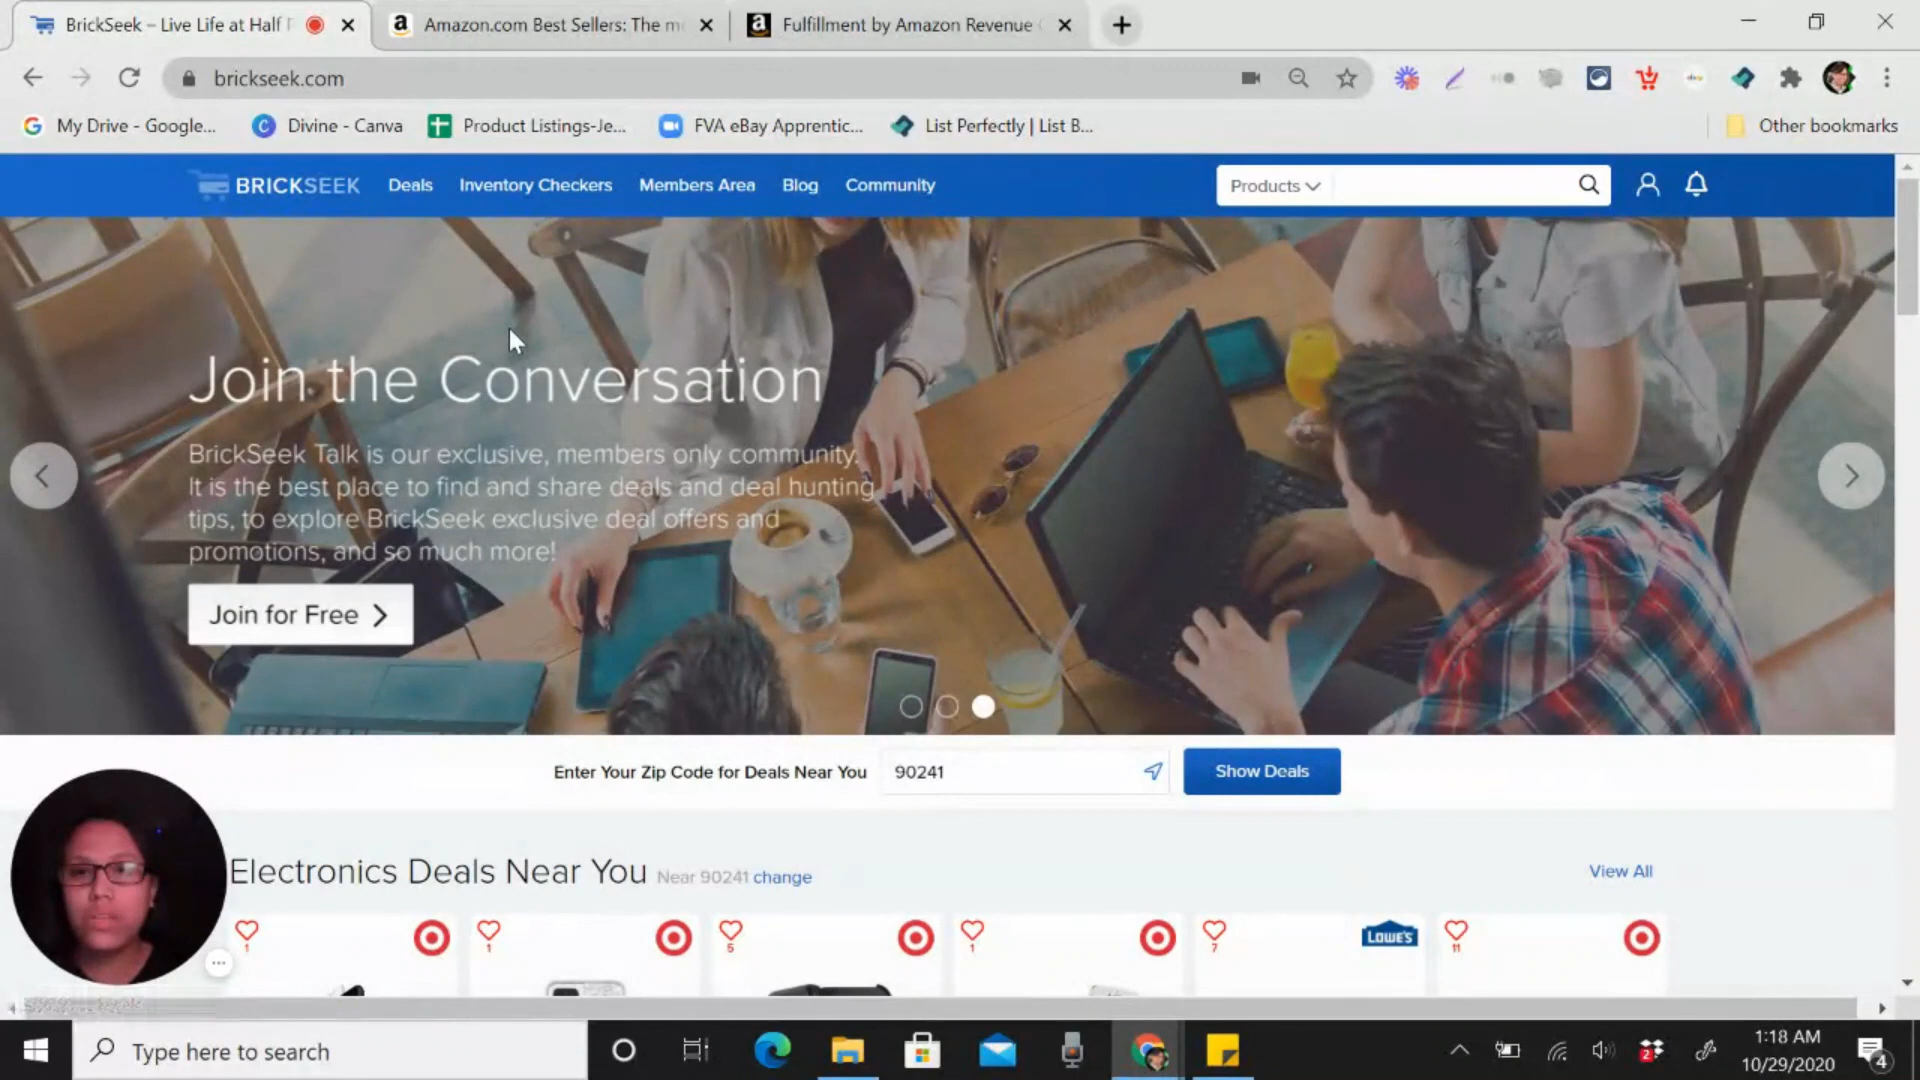 BrickSeek – Live Life at Half
Amazon.com Best Sellers: The m
Fulfillment by Amazon Revenue
brickseek.com
My Drive - Google...
Divine - Canva
Product Listings-Je...
FVA eBay Apprentic...
List Perfectly | List B...
Other bookmarks
BRICKSEEK
Deals
Inventory Checkers
Members Area
Blog
Community
Products
Join the Conversation
BrickSeek Talk is our exclusive, members only community.
It is the best place to find and share deals and deal hunting
tips, to explore BrickSeek exclusive deal offers and
promotions, and so much more!
Join for Free
Enter Your Zip Code for Deals Near You
90241
Show Deals
Electronics Deals Near You Near 90241 change
View All
1
1
5
1
7
LOWE'S
11
Type here to search
2
1:18 AM
10/29/2020
4